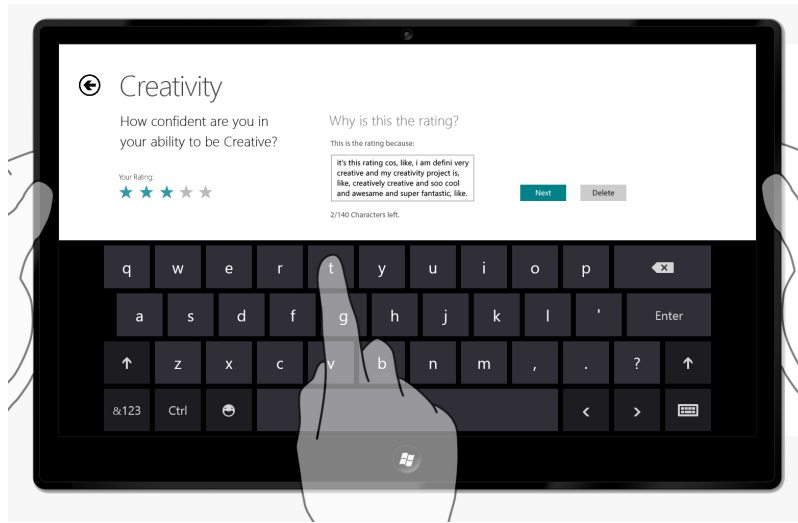 Creativity
How confident are you in
your ability to be Creative?
Your Rating:
Why is this the rating?
This is the rating because:
it's this rating cos, like, i am defini very
creative and my creativity project is,
like, creatively creative and soo cool
and awesame and super fantastic, like.
2/140 Characters left.
Next Delete
q w e r t y u i o p
a s d f g h j k l ' Enter
z x c v b n m , . ?
&123 Ctrl < >